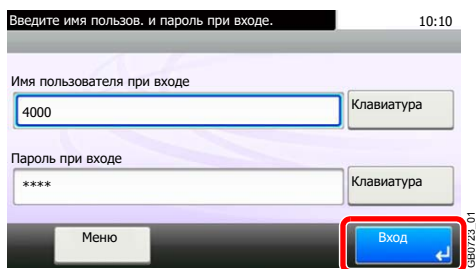 Введите имя пользов. и пароль при входе. 10:10
Имя пользователя при входе
4000 Клавиатура
Пароль при входе
**** Клавиатура
Меню Вход
GB0723_01